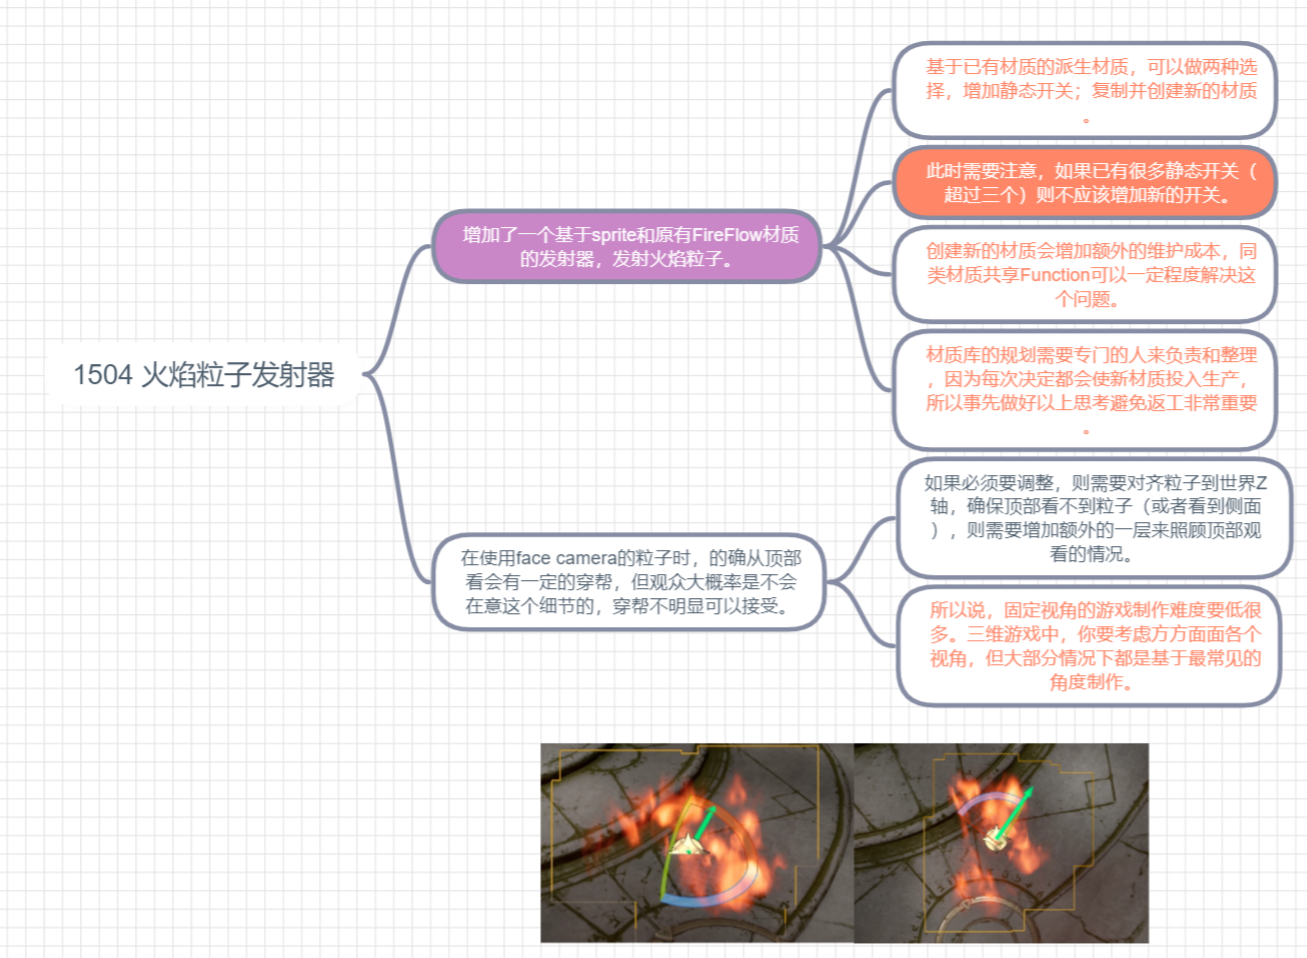 1504 火焰粒子发射器
增加了一个基于sprite和原有FireFlow材质
的发射器，发射火焰粒子。
基于已有材质的派生材质，可以做两种选
择，增加静态开关；复制并创建新的材质
。
此时需要注意，如果已有很多静态开关（
超过三个）则不应该增加新的开关。
创建新的材质会增加额外的维护成本，同
类材质共享Function可以一定程度解决这
个问题。
材质库的规划需要专门的人来负责和整理
，因为每次决定都会使新材质投入生产，
所以事先做好以上思考避免返工非常重要
。
在使用face camera的粒子时，的确从顶部
看会有一定的穿帮，但观众大概率是不会
在意这个细节的，穿帮不明显可以接受。
如果必须要调整，则需要对齐粒子到世界Z
轴，确保顶部看不到粒子（或者看到侧面
），则需要增加额外的一层来照顾顶部观
看的情况。
所以说，固定视角的游戏制作难度要低很
多。三维游戏中，你要考虑方方面面各个
视角，但大部分情况下都是基于最常见的
角度制作。